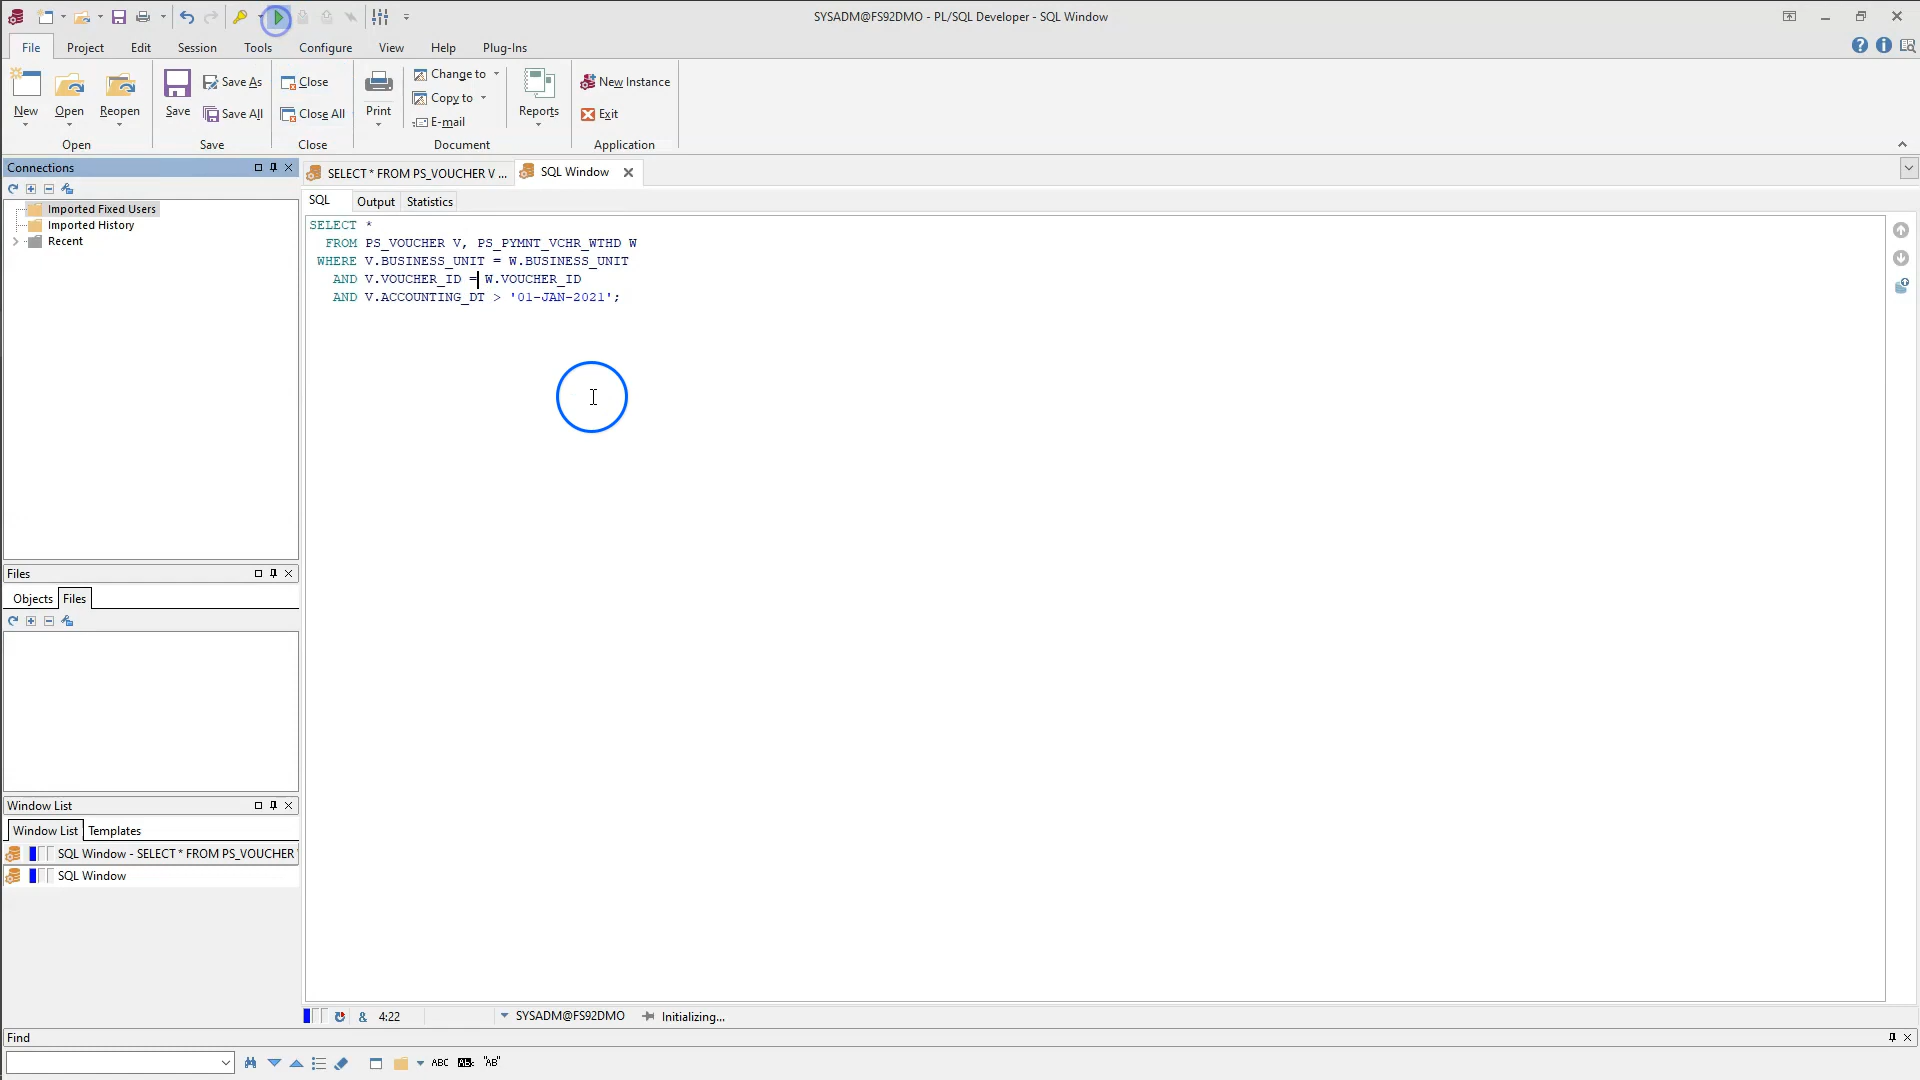 SYSADM@FS92DMO - PL/SQL Developer - SQL Window
File Project Edit Session Tools Configure View Help Plug-Ins
New
Open
Reopen
Open
Save
Save As
Save All
Save
Close
Close All
Close
Print
Change to
Copy to
E-mail
Document
Reports
New Instance
Exit
Application
Connections
Imported Fixed Users
Imported History
Recent
SELECT * FROM PS_VOUCHER V ...
SQL Window
SQL Output Statistics
SELECT *
FROM PS_VOUCHER V, PS_PYMNT_VCHR_WTHD W
WHERE V.BUSINESS_UNIT = W.BUSINESS_UNIT
AND V.VOUCHER_ID = W.VOUCHER_ID
AND V.ACCOUNTING_DT > '01-JAN-2021';
Files
Objects Files
Window List
Window List Templates
SQL Window - SELECT * FROM PS_VOUCHER
SQL Window
& 4:22 SYSADM@FS92DMO Initializing...
Find
ABC "AB"